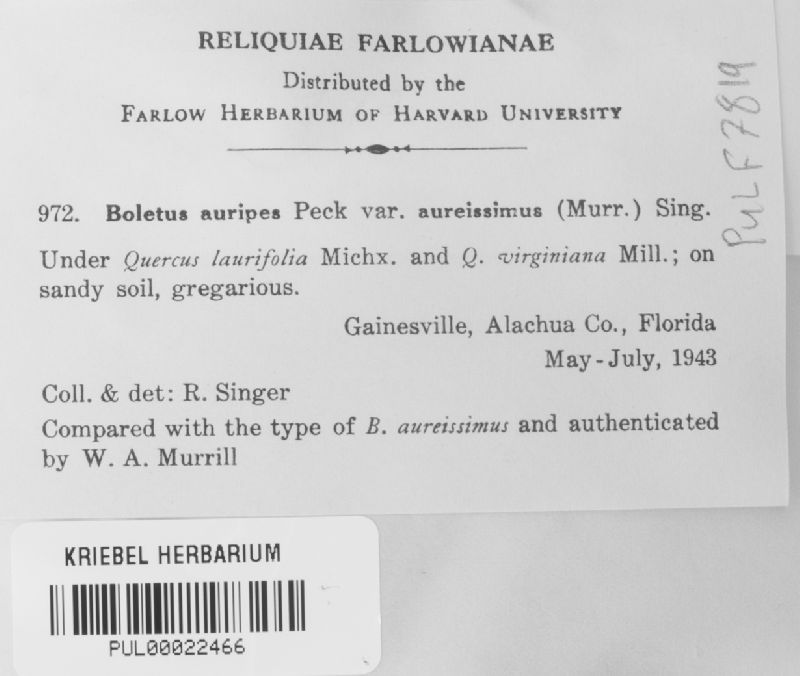 RELIQUIAE FARLOWIANAE
Distributed by the
FARLOW HERBARIUM OF HARVARD UNIVERSITY
972. Boletus auripes Peck var. aureissimus (Murr.) Sing.
Under Quercus laurifolia Michx. and Q. virginiana Mill.; on
sandy soil, gregarious.
Gainesville, Alachua Co., Florida
May-July, 1943
Coll. & det: R. Singer
Compared with the type of B. aureissimus and authenticated
by W. A. Murrill
PUL F7819
KRIEBEL HERBARIUM
PUL00022466